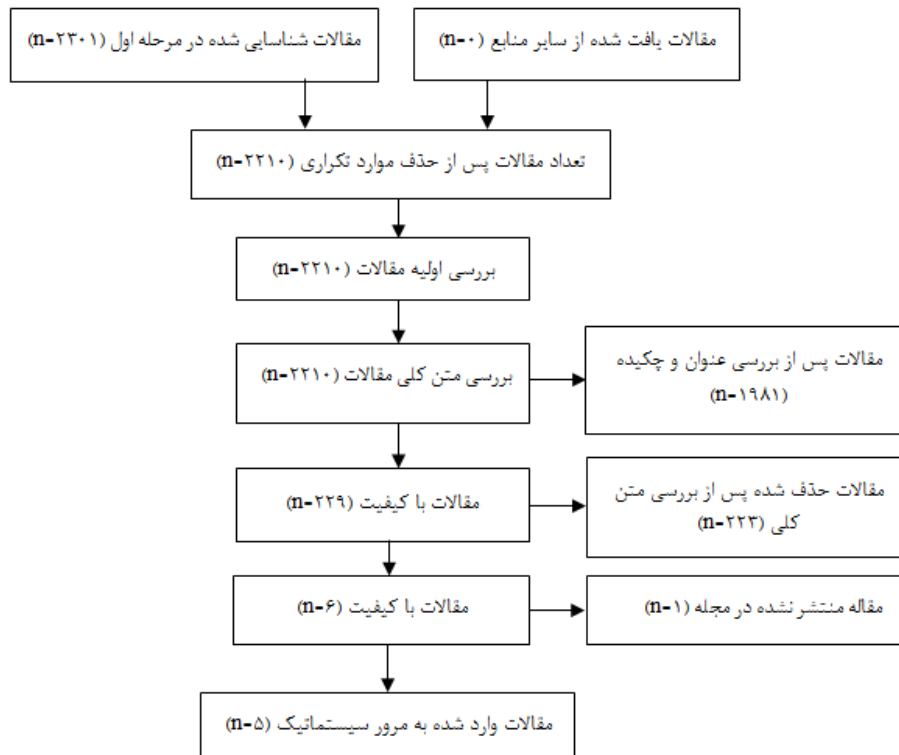 مقالات یافت شده از سایر منابع (n-۰)
مقالات شناسایی شده در مرحله اول (n-۲۳۰۱)
تعداد مقالات پس از حذف موارد تکراری (n-۲۲۱۰)
بررسی اولیه مقالات (n-۲۲۱۰)
بررسی متن کلی مقالات (n-۲۲۱۰)
مقالات پس از بررسی عنوان و چکیده
(n-۱۹۸۱)
مقالات با کیفیت (n-۲۲۹)
مقالات حذف شده پس از بررسی متن
کلی (n-۲۲۳)
مقالات با کیفیت (n-۶)
مقاله منتشر نشده در مجله (n-۱)
مقالات وارد شده به مرور سیستماتیک (n-۵)